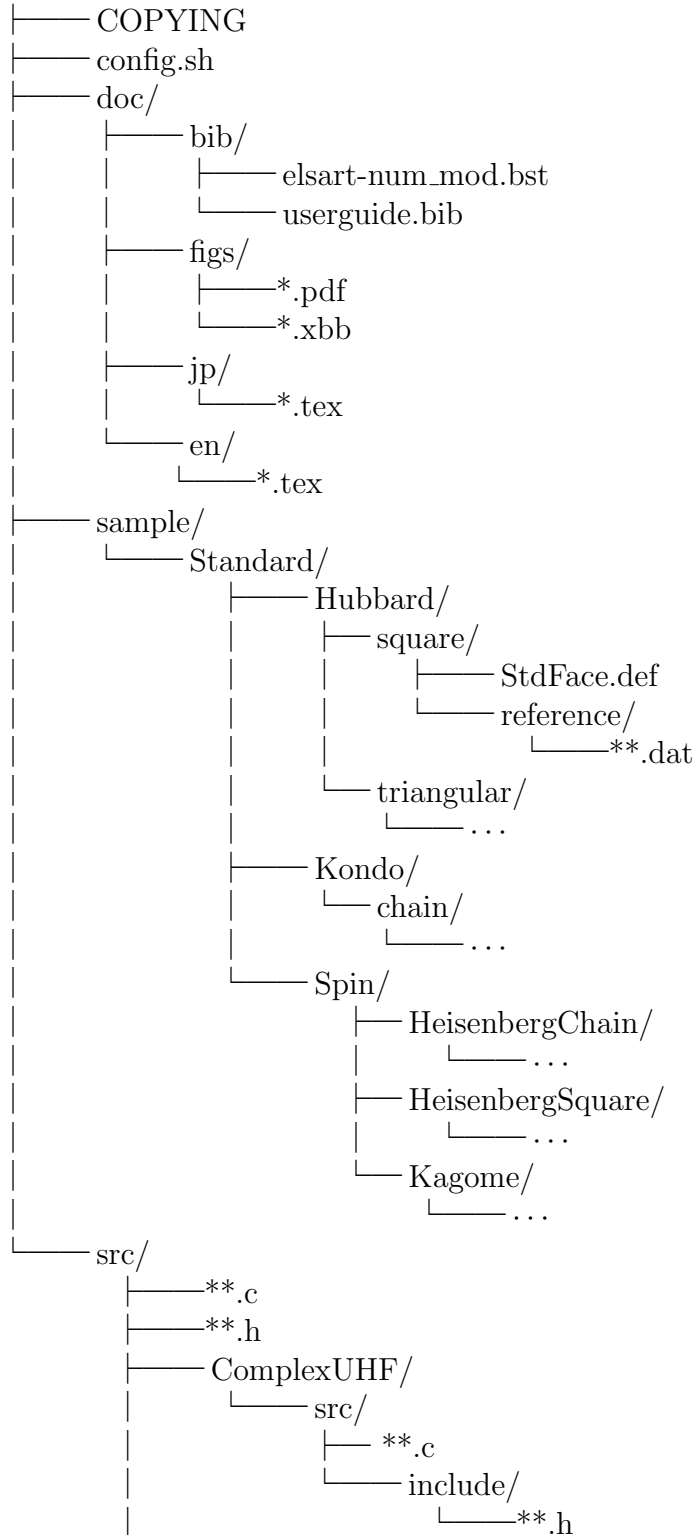 COPYING
config.sh
doc/
bib/
elsart-num_mod.bst
userguide.bib
figs/
*.pdf
*.xbb
jp/
*.tex
en/
*.tex
sample/
Standard/
Hubbard/
square/
StdFace.def
reference/
**.dat
triangular/
...
Kondo/
chain/
...
Spin/
HeisenbergChain/
...
HeisenbergSquare/
...
Kagome/
...
src/
**.c
**.h
ComplexUHF/
src/
**.c
include/
**.h